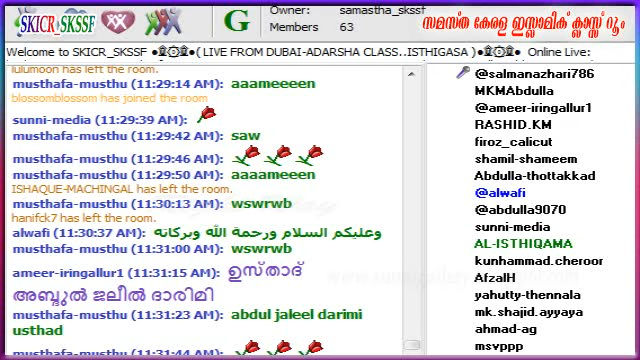 SKICR SKSSF
G
Owner:
samastha_skssf
Members
63
സമസ്ത കേരള ഇസ്ലാമിക് ക്ലാസ്സ് റൂം
Welcome to SKICR_SKSSF ●۩۞۩●( LIVE FROM DUBAI-ADARSHA CLASS..ISTHIGASA )●۩۞۩● Online Live:
lulumoon has left the room.
musthafa-musthu (11:29:14 AM): aaameeeen
blossomblossom has joined the room.
sunni-media (11:29:39 AM):
musthafa-musthu (11:29:42 AM): saw
musthafa-musthu (11:29:46 AM):
musthafa-musthu (11:29:50 AM): aaaameeen
ISHAQUE-MACHINGAL has left the room.
musthafa-musthu (11:30:13 AM): wswrwb
hanifck7 has left the room.
alwafi (11:30:37 AM): وعليكم السلام ورحمة الله وبركاته
musthafa-musthu (11:31:00 AM): wswrwb
ameer-iringallur1 (11:31:15 AM): ഉസ്താദ്
അബ്ദുൽ ജലീൽ ദാരിമി
musthafa-musthu (11:31:23 AM): abdul jaleel darimi
usthad
musthafa-musthu (11:31:44 AM):
@salmanazhari786
MKMAbdulla
@ameer-iringallur1
RASHID.KM
firoz_calicut
shamil-shameem
Abdulla-thottakkad
@alwafi
@abdulla9070
sunni-media
AL-ISTHIQAMA
kunhammad.cheroor
AfzalH
yahutty-thennala
mk.shajid.ayyaya
ahmad-ag
msvppp